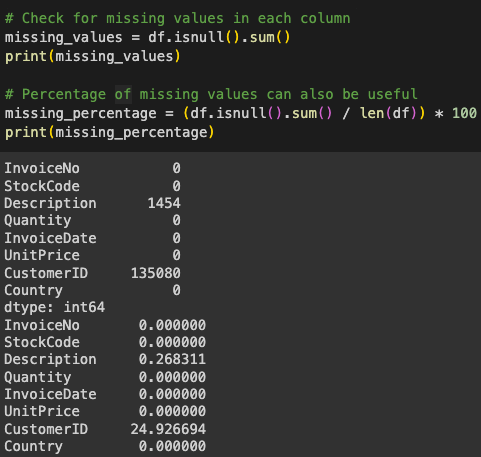 # Check for missing values in each column
missing_values = df.isnull().sum()
print(missing_values)
# Percentage of missing values can also be useful
missing_percentage = (df.isnull().sum() / len(df)) * 100
print(missing_percentage)
InvoiceNo 0
StockCode 0
Description 1454
Quantity 0
InvoiceDate 0
UnitPrice 0
CustomerID 135080
Country 0
dtype: int64
InvoiceNo 0.000000
StockCode 0.000000
Description 0.268311
Quantity 0.000000
InvoiceDate 0.000000
UnitPrice 0.000000
CustomerID 24.926694
Country 0.000000